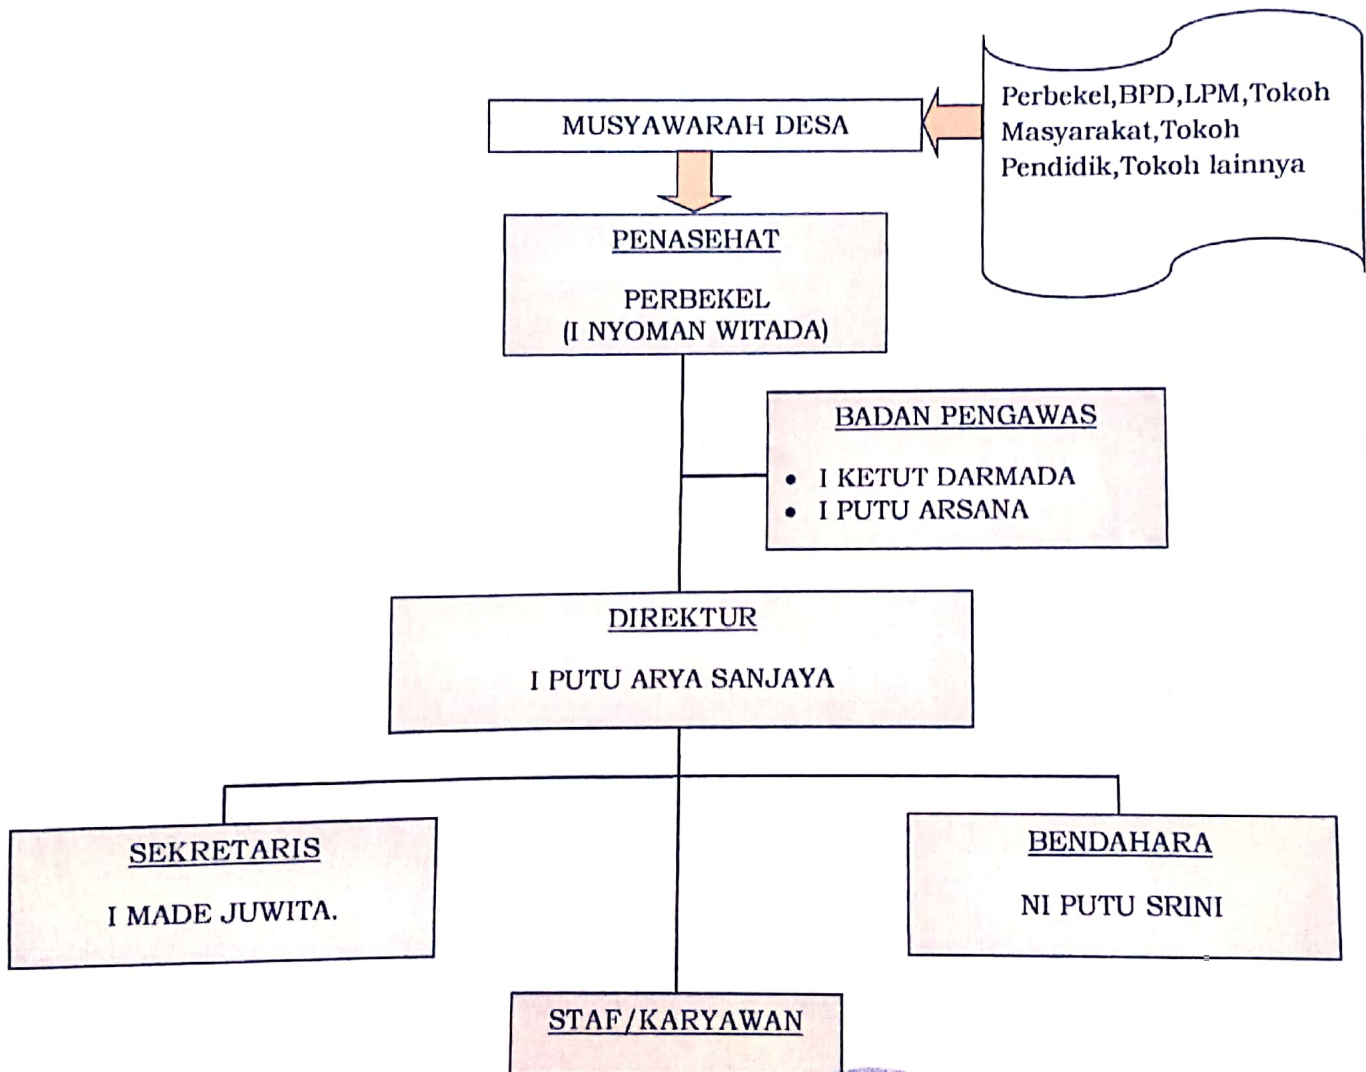 MUSYAWARAH DESA
Perbekel,BPD,LPM,Tokoh
Masyarakat,Tokoh
Pendidik,Tokoh lainnya
PENASEHAT
PERBEKEL
(I NYOMAN WITADA)
BADAN PENGAWAS
• I KETUT DARMADA
• I PUTU ARSANA
DIREKTUR
I PUTU ARYA SANJAYA
SEKRETARIS
I MADE JUWITA.
BENDAHARA
NI PUTU SRINI
STAF/KARYAWAN